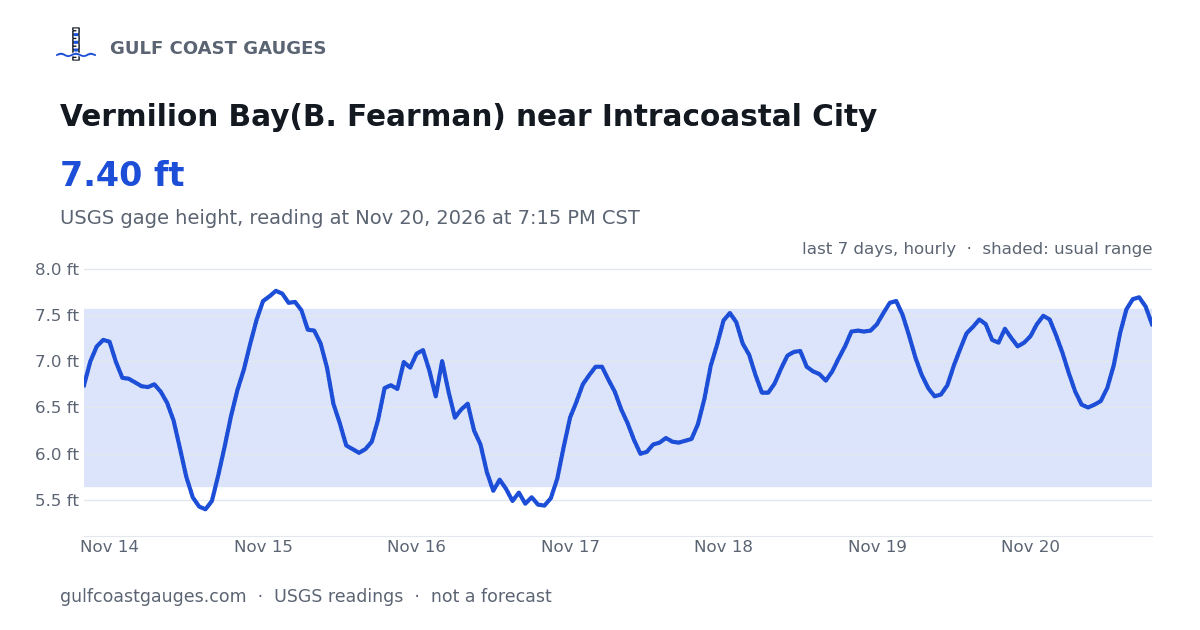 GULF COAST GAUGES
Vermilion Bay(B. Fearman) near Intracoastal City
7.40 ft
USGS gage height, reading at Nov 20, 2026 at 7:15 PM CST
last 7 days, hourly · shaded: usual range
8.0 ft
7.5 ft
7.0 ft
6.5 ft
6.0 ft
5.5 ft
Nov 14 Nov 15 Nov 16 Nov 17 Nov 18 Nov 19 Nov 20
gulfcoastgauges.com · USGS readings · not a forecast